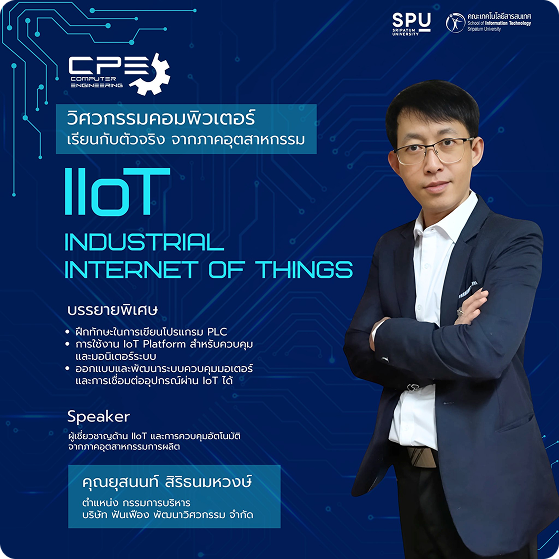 SPU
SRIPATUM
UNIVERSITY
คณะเทคโนโลยีสารสนเทศ
School of Information Technology
Sripatum University
CPE
COMPUTER
ENGINEERING
วิศวกรรมคอมพิวเตอร์
เรียนกับตัวจริง จากภาคอุตสาหกรรม
IIoT
INDUSTRIAL
INTERNET OF THINGS
บรรยายพิเศษ
• ฝึกทักษะในการเขียนโปรแกรม PLC
• การใช้งาน IoT Platform สำหรับควบคุม
และมอนิเตอร์ระบบ
• ออกแบบและพัฒนาระบบควบคุมมอเตอร์
และการเชื่อมต่ออุปกรณ์ผ่าน IoT ได้
Speaker
ผู้เชี่ยวชาญด้าน IIoT และการควบคุมอัตโนมัติ
จากภาคอุตสาหกรรมการผลิต
คุณยุสนนท์ สิริธนมหวงษ์
ตำแหน่ง กรรมการบริหาร
บริษัท ฟันเฟือง พัฒนาวิศวกรรม จำกัด